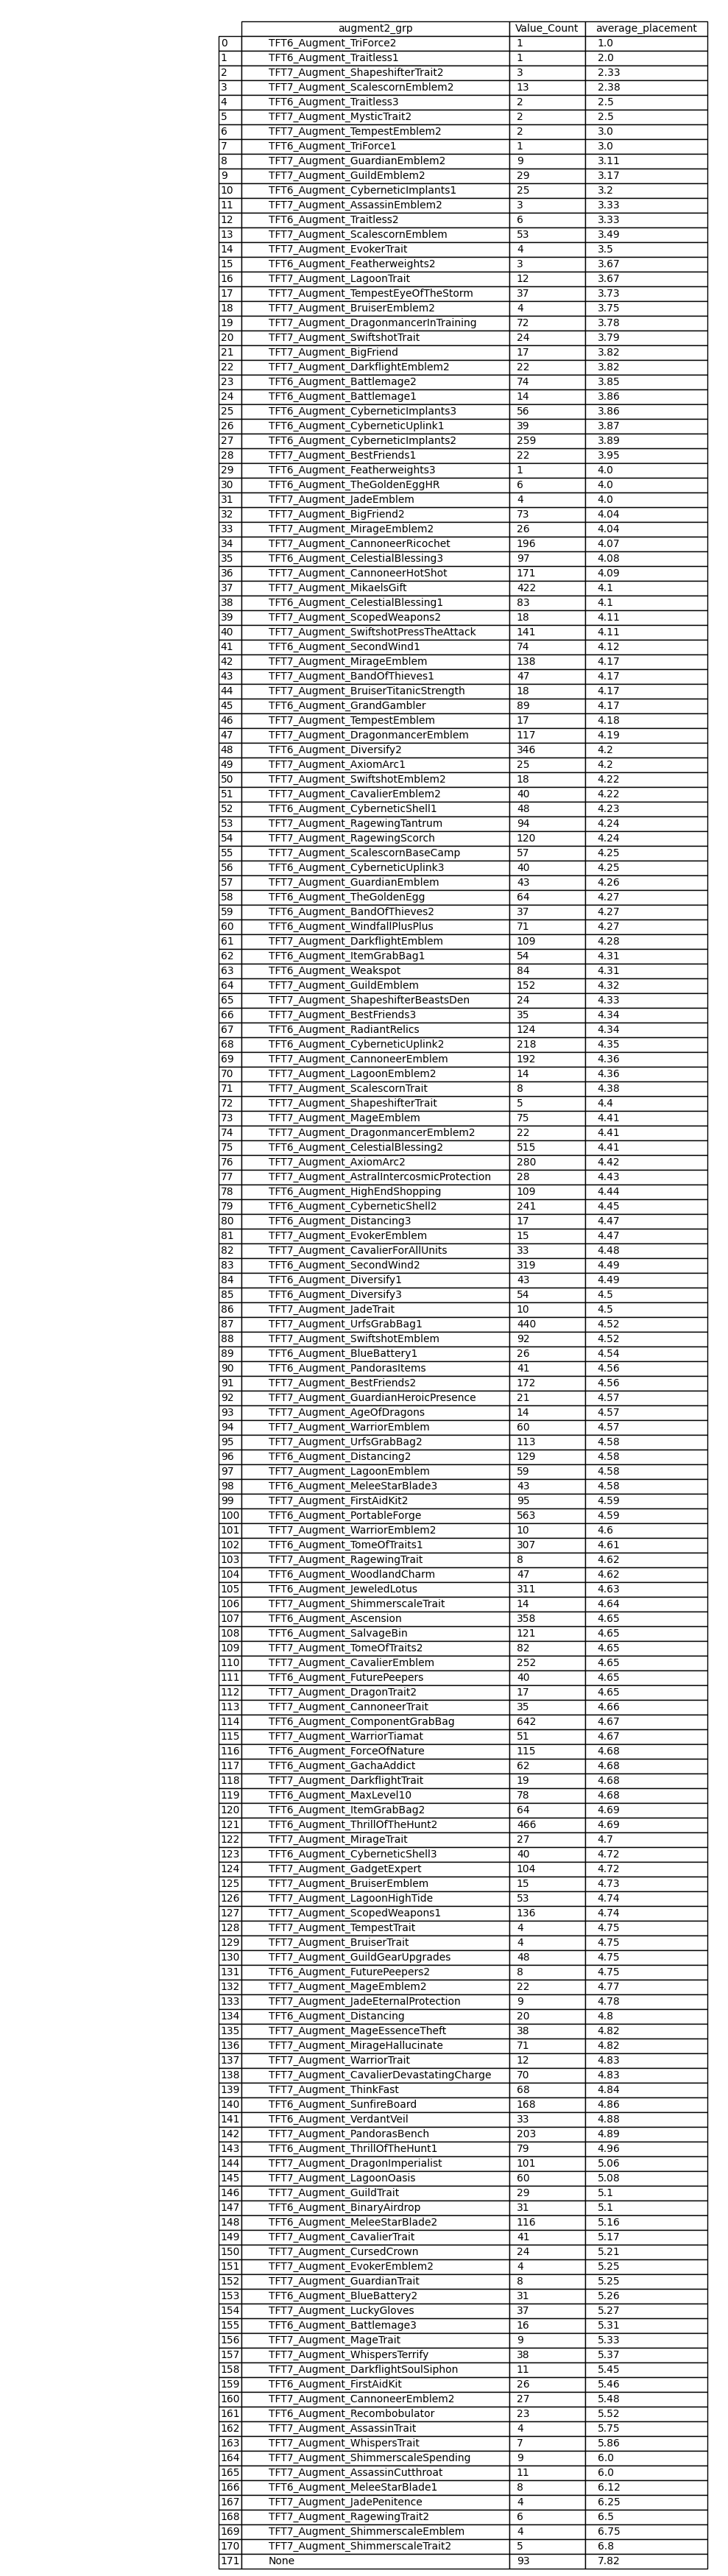 augment2_grp Value_Count average_placement
0 TFT6_Augment_TriForce2 1 1.0
1 TFT6_Augment_Traitless1 1 2.0
2 TFT7_Augment_ShapeshifterTrait2 3 2.33
3 TFT7_Augment_ScalescornEmblem2 13 2.38
4 TFT6_Augment_Traitless3 2 2.5
5 TFT7_Augment_MysticTrait2 2 2.5
6 TFT7_Augment_TempestEmblem2 2 3.0
7 TFT6_Augment_TriForce1 1 3.0
8 TFT7_Augment_GuardianEmblem2 9 3.11
9 TFT7_Augment_GuildEmblem2 29 3.17
10 TFT6_Augment_CyberneticImplants1 25 3.2
11 TFT7_Augment_AssassinEmblem2 3 3.33
12 TFT6_Augment_Traitless2 6 3.33
13 TFT7_Augment_ScalescornEmblem 53 3.49
14 TFT7_Augment_EvokerTrait 4 3.5
15 TFT6_Augment_Featherweights2 3 3.67
16 TFT7_Augment_LagoonTrait 12 3.67
17 TFT7_Augment_TempestEyeOfTheStorm 37 3.73
18 TFT7_Augment_BruiserEmblem2 4 3.75
19 TFT7_Augment_DragonmancerInTraining 72 3.78
20 TFT7_Augment_SwiftshotTrait 24 3.79
21 TFT7_Augment_BigFriend 17 3.82
22 TFT7_Augment_DarkflightEmblem2 22 3.82
23 TFT6_Augment_Battlemage2 74 3.85
24 TFT6_Augment_Battlemage1 14 3.86
25 TFT6_Augment_CyberneticImplants3 56 3.86
26 TFT6_Augment_CyberneticUplink1 39 3.87
27 TFT6_Augment_CyberneticImplants2 259 3.89
28 TFT7_Augment_BestFriends1 22 3.95
29 TFT6_Augment_Featherweights3 1 4.0
30 TFT6_Augment_TheGoldenEggHR 6 4.0
31 TFT7_Augment_JadeEmblem 4 4.0
32 TFT7_Augment_BigFriend2 73 4.04
33 TFT7_Augment_MirageEmblem2 26 4.04
34 TFT7_Augment_CannoneerRicochet 196 4.07
35 TFT6_Augment_CelestialBlessing3 97 4.08
36 TFT7_Augment_CannoneerHotShot 171 4.09
37 TFT7_Augment_MikaelsGift 422 4.1
38 TFT6_Augment_CelestialBlessing1 83 4.1
39 TFT7_Augment_ScopedWeapons2 18 4.11
40 TFT7_Augment_SwiftshotPressTheAttack 141 4.11
41 TFT6_Augment_SecondWind1 74 4.12
42 TFT7_Augment_MirageEmblem 138 4.17
43 TFT7_Augment_BandOfThieves1 47 4.17
44 TFT7_Augment_BruiserTitanicStrength 18 4.17
45 TFT6_Augment_GrandGambler 89 4.17
46 TFT7_Augment_TempestEmblem 17 4.18
47 TFT7_Augment_DragonmancerEmblem 117 4.19
48 TFT6_Augment_Diversify2 346 4.2
49 TFT7_Augment_AxiomArc1 25 4.2
50 TFT7_Augment_SwiftshotEmblem2 18 4.22
51 TFT7_Augment_CavalierEmblem2 40 4.22
52 TFT6_Augment_CyberneticShell1 48 4.23
53 TFT7_Augment_RagewingTantrum 94 4.24
54 TFT7_Augment_RagewingScorch 120 4.24
55 TFT7_Augment_ScalescornBaseCamp 57 4.25
56 TFT6_Augment_CyberneticUplink3 40 4.25
57 TFT7_Augment_GuardianEmblem 43 4.26
58 TFT6_Augment_TheGoldenEgg 64 4.27
59 TFT6_Augment_BandOfThieves2 37 4.27
60 TFT6_Augment_WindfallPlusPlus 71 4.27
61 TFT7_Augment_DarkflightEmblem 109 4.28
62 TFT6_Augment_ItemGrabBag1 54 4.31
63 TFT6_Augment_Weakspot 84 4.31
64 TFT7_Augment_GuildEmblem 152 4.32
65 TFT7_Augment_ShapeshifterBeastsDen 24 4.33
66 TFT7_Augment_BestFriends3 35 4.34
67 TFT6_Augment_RadiantRelics 124 4.34
68 TFT6_Augment_CyberneticUplink2 218 4.35
69 TFT7_Augment_CannoneerEmblem 192 4.36
70 TFT7_Augment_LagoonEmblem2 14 4.36
71 TFT7_Augment_ScalescornTrait 8 4.38
72 TFT7_Augment_ShapeshifterTrait 5 4.4
73 TFT7_Augment_MageEmblem 75 4.41
74 TFT7_Augment_DragonmancerEmblem2 22 4.41
75 TFT6_Augment_CelestialBlessing2 515 4.41
76 TFT7_Augment_AxiomArc2 280 4.42
77 TFT7_Augment_AstralIntercosmicProtection 28 4.43
78 TFT6_Augment_HighEndShopping 109 4.44
79 TFT6_Augment_CyberneticShell2 241 4.45
80 TFT6_Augment_Distancing3 17 4.47
81 TFT7_Augment_EvokerEmblem 15 4.47
82 TFT7_Augment_CavalierForAllUnits 33 4.48
83 TFT6_Augment_SecondWind2 319 4.49
84 TFT6_Augment_Diversify1 43 4.49
85 TFT6_Augment_Diversify3 54 4.5
86 TFT7_Augment_JadeTrait 10 4.5
87 TFT7_Augment_UrfsGrabBag1 440 4.52
88 TFT7_Augment_SwiftshotEmblem 92 4.52
89 TFT6_Augment_BlueBattery1 26 4.54
90 TFT6_Augment_PandorasItems 41 4.56
91 TFT7_Augment_BestFriends2 172 4.56
92 TFT7_Augment_GuardianHeroicPresence 21 4.57
93 TFT7_Augment_AgeOfDragons 14 4.57
94 TFT7_Augment_WarriorEmblem 60 4.57
95 TFT7_Augment_UrfsGrabBag2 113 4.58
96 TFT6_Augment_Distancing2 129 4.58
97 TFT7_Augment_LagoonEmblem 59 4.58
98 TFT6_Augment_MeleeStarBlade3 43 4.58
99 TFT7_Augment_FirstAidKit2 95 4.59
100 TFT6_Augment_PortableForge 563 4.59
101 TFT7_Augment_WarriorEmblem2 10 4.6
102 TFT6_Augment_TomeOfTraits1 307 4.61
103 TFT7_Augment_RagewingTrait 8 4.62
104 TFT6_Augment_WoodlandCharm 47 4.62
105 TFT6_Augment_JeweledLotus 311 4.63
106 TFT7_Augment_ShimmerscaleTrait 14 4.64
107 TFT6_Augment_Ascension 358 4.65
108 TFT6_Augment_SalvageBin 121 4.65
109 TFT7_Augment_TomeOfTraits2 82 4.65
110 TFT7_Augment_CavalierEmblem 252 4.65
111 TFT6_Augment_FuturePeepers 40 4.65
112 TFT7_Augment_DragonTrait2 17 4.65
113 TFT7_Augment_CannoneerTrait 35 4.66
114 TFT6_Augment_ComponentGrabBag 642 4.67
115 TFT7_Augment_WarriorTiamat 51 4.67
116 TFT6_Augment_ForceOfNature 115 4.68
117 TFT6_Augment_GachaAddict 62 4.68
118 TFT7_Augment_DarkflightTrait 19 4.68
119 TFT6_Augment_MaxLevel10 78 4.68
120 TFT6_Augment_ItemGrabBag2 64 4.69
121 TFT6_Augment_ThrillOfTheHunt2 466 4.69
122 TFT7_Augment_MirageTrait 27 4.7
123 TFT6_Augment_CyberneticShell3 40 4.72
124 TFT7_Augment_GadgetExpert 104 4.72
125 TFT7_Augment_BruiserEmblem 15 4.73
126 TFT7_Augment_LagoonHighTide 53 4.74
127 TFT7_Augment_ScopedWeapons1 136 4.74
128 TFT7_Augment_TempestTrait 4 4.75
129 TFT7_Augment_BruiserTrait 4 4.75
130 TFT7_Augment_GuildGearUpgrades 48 4.75
131 TFT6_Augment_FuturePeepers2 8 4.75
132 TFT7_Augment_MageEmblem2 22 4.77
133 TFT7_Augment_JadeEternalProtection 9 4.78
134 TFT6_Augment_Distancing 20 4.8
135 TFT7_Augment_MageEssenceTheft 38 4.82
136 TFT7_Augment_MirageHallucinate 71 4.82
137 TFT7_Augment_WarriorTrait 12 4.83
138 TFT7_Augment_CavalierDevastatingCharge 70 4.83
139 TFT7_Augment_ThinkFast 68 4.84
140 TFT6_Augment_SunfireBoard 168 4.86
141 TFT6_Augment_VerdantVeil 33 4.88
142 TFT7_Augment_PandorasBench 203 4.89
143 TFT6_Augment_ThrillOfTheHunt1 79 4.96
144 TFT7_Augment_DragonImperialist 101 5.06
145 TFT7_Augment_LagoonOasis 60 5.08
146 TFT7_Augment_GuildTrait 29 5.1
147 TFT6_Augment_BinaryAirdrop 31 5.1
148 TFT6_Augment_MeleeStarBlade2 116 5.16
149 TFT7_Augment_CavalierTrait 41 5.17
150 TFT7_Augment_CursedCrown 24 5.21
151 TFT7_Augment_EvokerEmblem2 4 5.25
152 TFT7_Augment_GuardianTrait 8 5.25
153 TFT6_Augment_BlueBattery2 31 5.26
154 TFT7_Augment_LuckyGloves 37 5.27
155 TFT6_Augment_Battlemage3 16 5.31
156 TFT7_Augment_MageTrait 9 5.33
157 TFT7_Augment_WhispersTerrify 38 5.37
158 TFT7_Augment_DarkflightSoulSiphon 11 5.45
159 TFT6_Augment_FirstAidKit 26 5.46
160 TFT7_Augment_CannoneerEmblem2 27 5.48
161 TFT6_Augment_Recombobulator 23 5.52
162 TFT7_Augment_AssassinTrait 4 5.75
163 TFT7_Augment_WhispersTrait 7 5.86
164 TFT7_Augment_ShimmerscaleSpending 9 6.0
165 TFT7_Augment_AssassinCutthroat 11 6.0
166 TFT6_Augment_MeleeStarBlade1 8 6.12
167 TFT7_Augment_JadePenitence 4 6.25
168 TFT7_Augment_RagewingTrait2 6 6.5
169 TFT7_Augment_ShimmerscaleEmblem 4 6.75
170 TFT7_Augment_ShimmerscaleTrait2 5 6.8
171 None 93 7.82